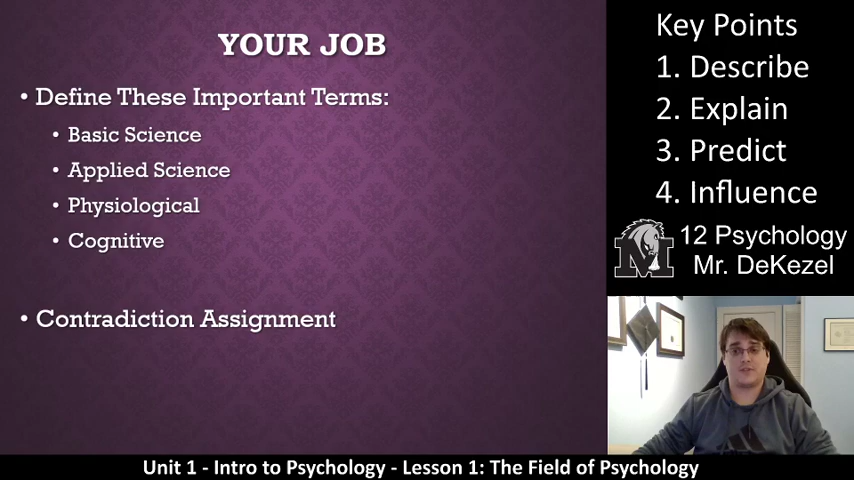 YOUR JOB
• Define These Important Terms:
• Basic Science
• Applied Science
• Physiological
• Cognitive
• Contradiction Assignment
Key Points
1. Describe
2. Explain
3. Predict
4. Influence
M
12 Psychology
Mr. DeKezel
Unit 1 - Intro to Psychology - Lesson 1: The Field of Psychology